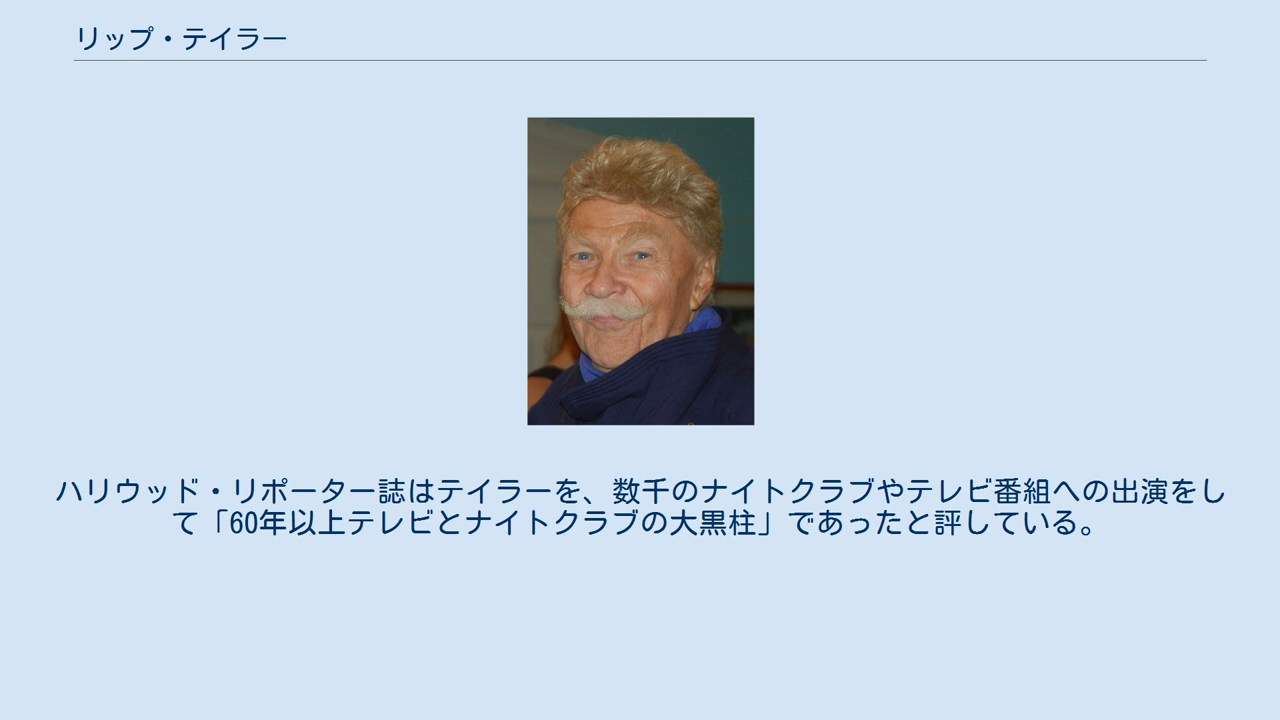 リップ・テイラー
ハリウッド・リポーター誌はテイラーを、数千のナイトクラブやテレビ番組への出演をし
て「60年以上テレビとナイトクラブの大黒柱」であったと評している。